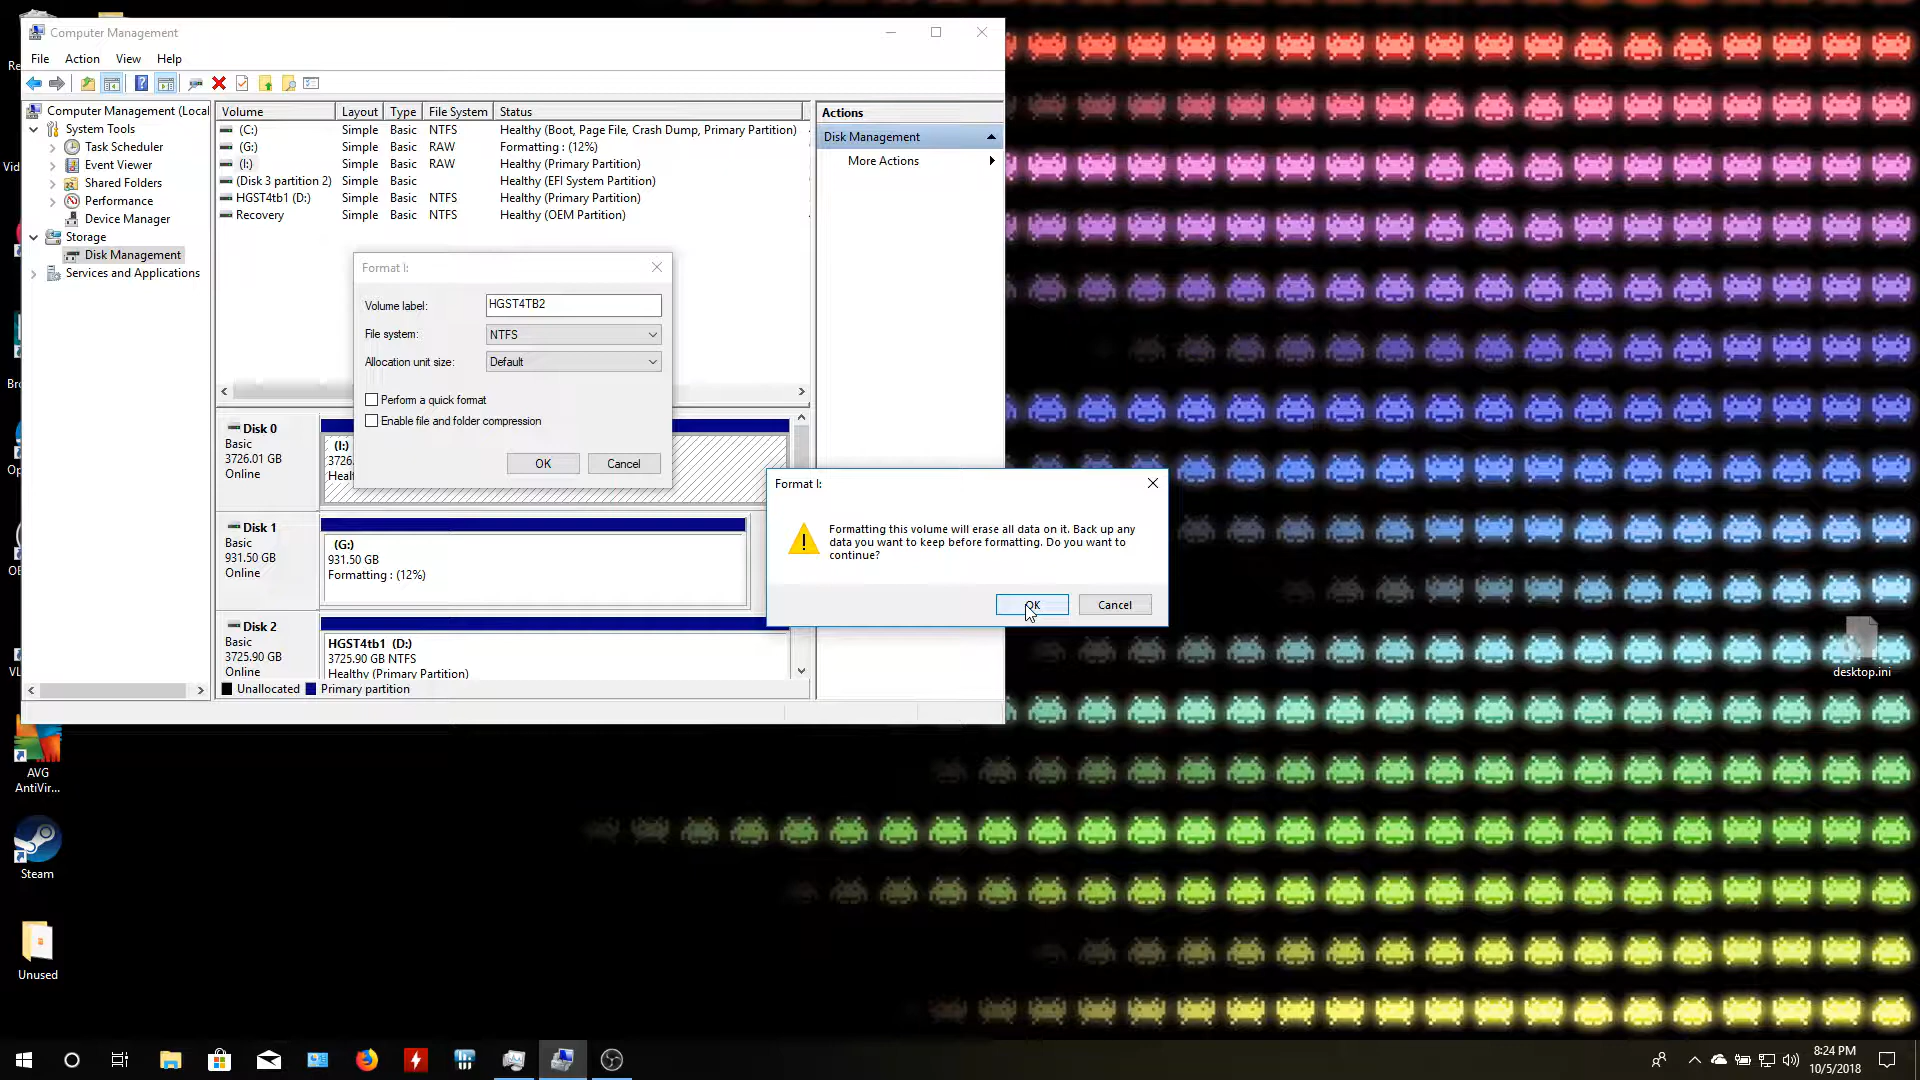 Computer Management
File Action View Help
Computer Management (Local
System Tools
Task Scheduler
Event Viewer
Shared Folders
Performance
Device Manager
Storage
Disk Management
Services and Applications
Volume Layout Type File System Status
(C:) Simple Basic NTFS Healthy (Boot, Page File, Crash Dump, Primary Partition)
(G:) Simple Basic RAW Formatting : (12%)
(I:) Simple Basic RAW Healthy (Primary Partition)
(Disk 3 partition 2) Simple Basic Healthy (EFI System Partition)
HGST4tb1 (D:) Simple Basic NTFS Healthy (Primary Partition)
Recovery Simple Basic NTFS Healthy (OEM Partition)
Actions
Disk Management
More Actions
Format I:
Volume label: HGST4TB2
File system: NTFS
Allocation unit size: Default
Perform a quick format
Enable file and folder compression
OK Cancel
Disk 0
Basic
3726.01 GB
Online
(I:)
3726.
Healt
Disk 1
Basic
931.50 GB
Online
(G:)
931.50 GB
Formatting : (12%)
Disk 2
Basic
3725.90 GB
Online
HGST4tb1 (D:)
3725.90 GB NTFS
Healthy (Primary Partition)
Unallocated Primary partition
Format I:
Formatting this volume will erase all data on it. Back up any
data you want to keep before formatting. Do you want to
continue?
OK Cancel
desktop.ini
AVG
AntiVir...
Steam
Unused
8:24 PM
10/5/2018